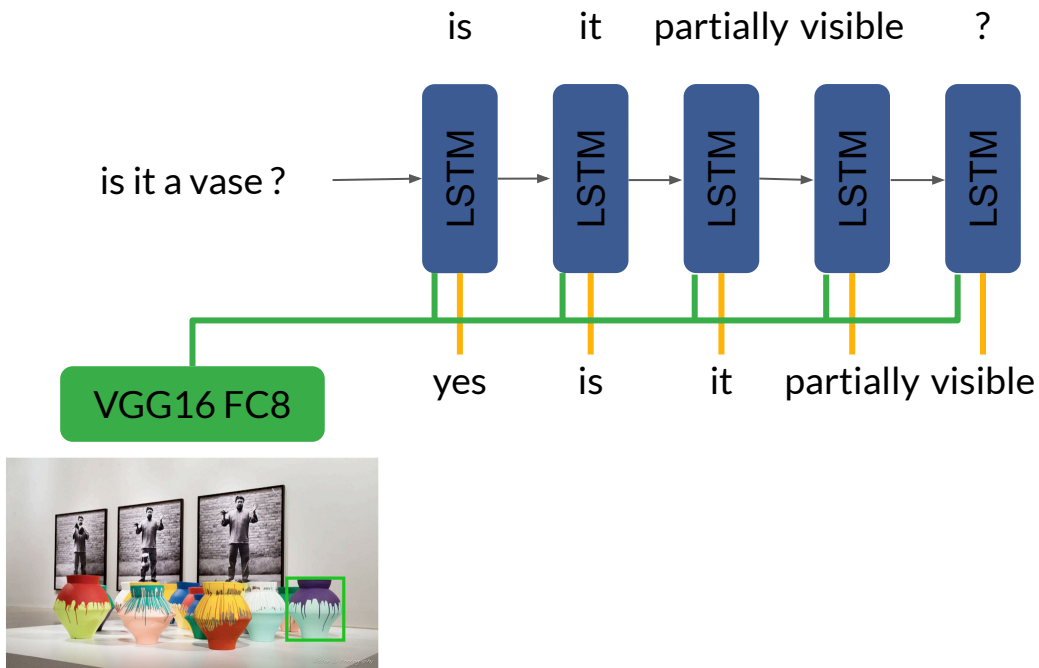 is it partially visible ?
is it a vase ?
LSTM LSTM LSTM LSTM LSTM
yes is it partially visible
VGG16 FC8